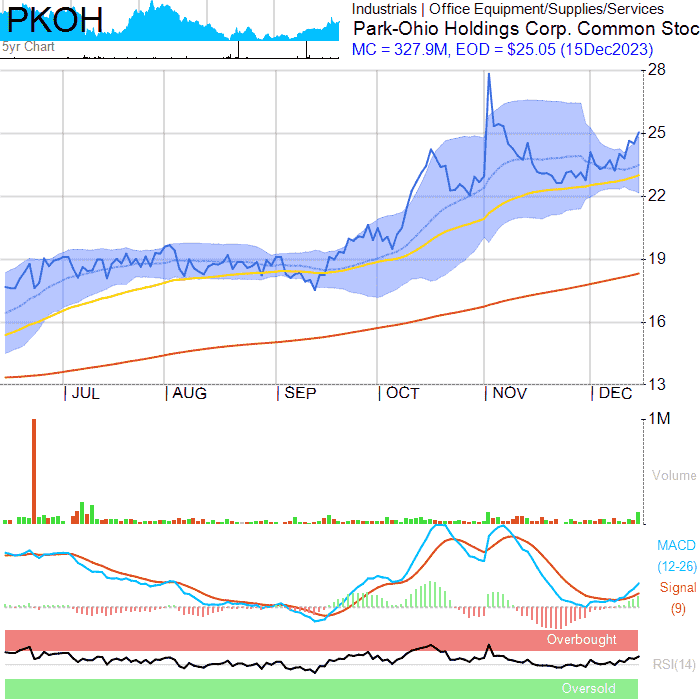 PKOH
5yr Chart
Industrials | Office Equipment/Supplies/Services
Park-Ohio Holdings Corp. Common Stoc
MC = 327.9M, EOD = $25.05 (15Dec2023)
28
25
22
19
16
13
JUL AUG SEP OCT NOV DEC
1M
Volume
MACD
(12-26)
Signal
(9)
Overbought
RSI(14)
Oversold